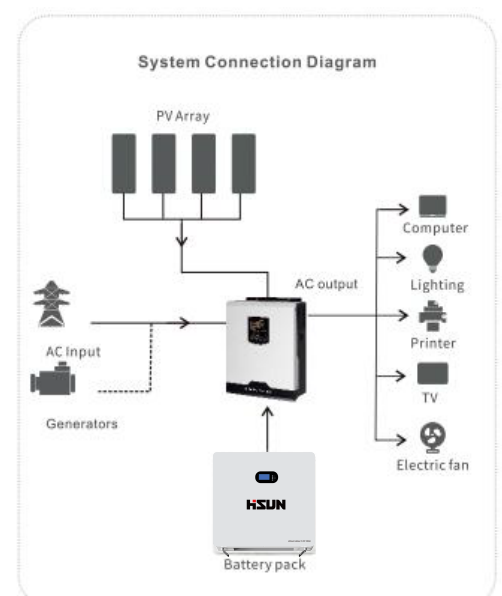 System Connection Diagram
PV Array
AC output
Computer
Lighting
Printer
TV
Electric fan
AC Input
Generators
HSUN
Battery pack